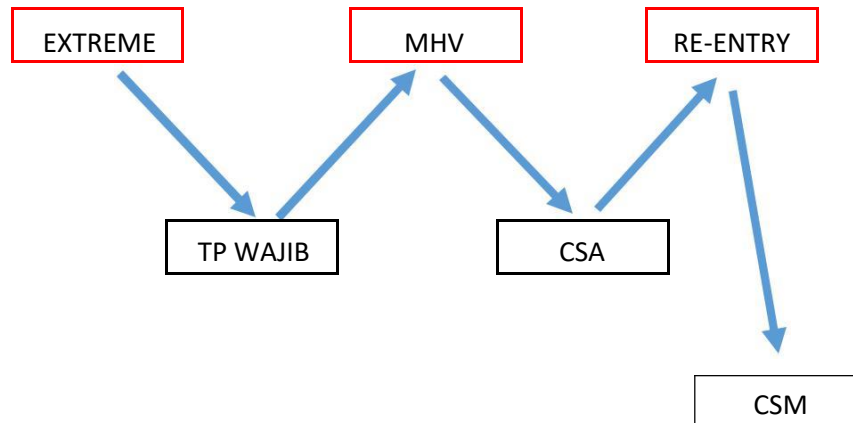 EXTREME
MHV
RE-ENTRY
TP WAJIB
CSA
CSM